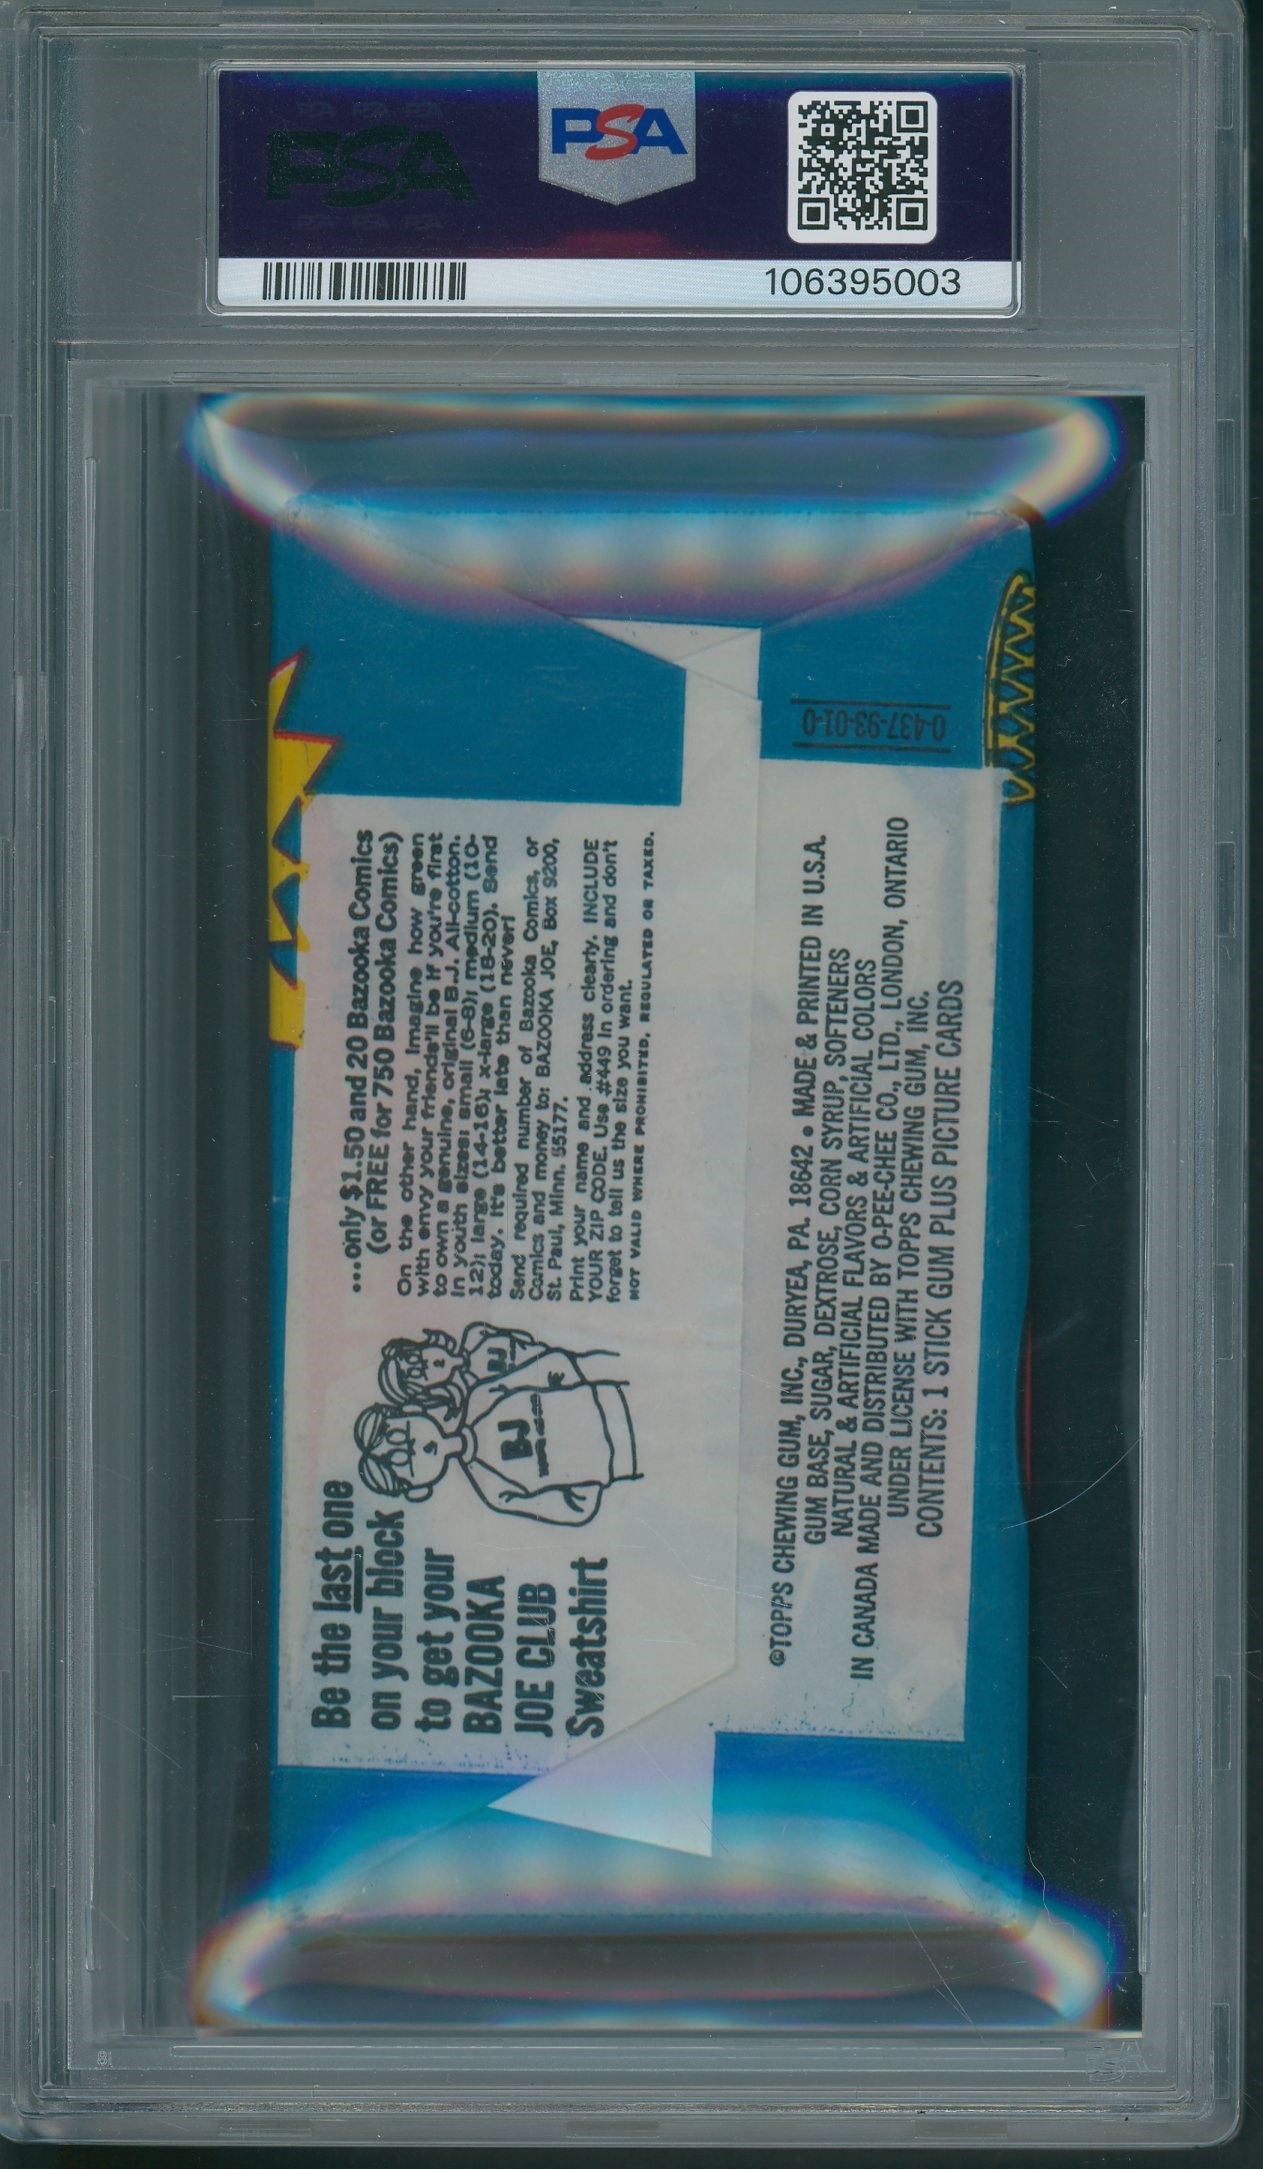 PSA
PSA
106395003
Be the last one
on your block
to get your
BAZOOKA
JOE CLUB
Sweatshirt
BJ
BJ
...only $1.50 and 20 Bazooka Comics
(or FREE for 750 Bazooka Comics)
On the other hand, imagine how green
with envy your friends'll be if you're first
to own a genuine, original B.J. All-cotton.
In youth sizes: small (6-8); medium (10-
12); large (14-16); x-large (18-20). Send
today. It's better late than never!
Send required number of Bazooka Comics, or
Comics and money to: BAZOOKA JOE, Box 9200,
St. Paul, Minn. 55177.
Print your name and address clearly. INCLUDE
YOUR ZIP CODE. Use #449 in ordering and don't
forget to tell us the size you want.
NOT VALID WHERE PROHIBITED, REGULATED OR TAXED.
0-437-93-01-0
©TOPPS CHEWING GUM, INC., DURYEA, PA. 18642 • MADE & PRINTED IN U.S.A.
GUM BASE, SUGAR, DEXTROSE, CORN SYRUP, SOFTENERS
NATURAL & ARTIFICIAL FLAVORS & ARTIFICIAL COLORS
IN CANADA MADE AND DISTRIBUTED BY O-PEE-CHEE CO., LTD., LONDON, ONTARIO
UNDER LICENSE WITH TOPPS CHEWING GUM, INC.
CONTENTS: 1 STICK GUM PLUS PICTURE CARDS